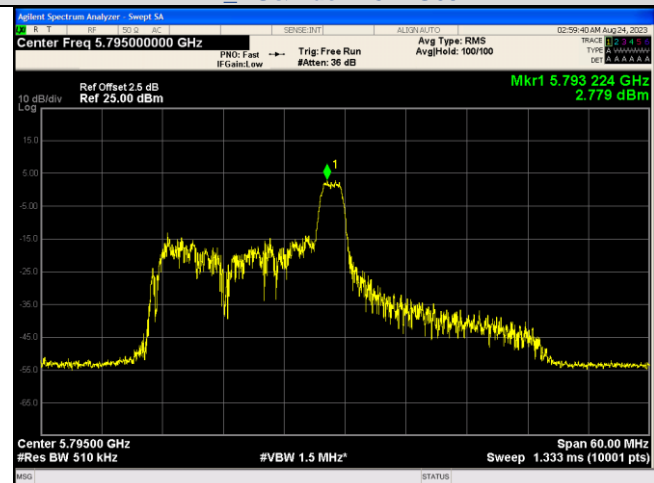 Agilent Spectrum Analyzer - Swept SA
R T RF 50 Ω AC SENSE:INT ALIGN AUTO 02:59:40 AM Aug 24, 2023
Center Freq 5.795000000 GHz
PNO: Fast
IFGain:Low
Trig: Free Run
#Atten: 36 dB
Avg Type: RMS
Avg|Hold: 100/100
TRACE 1 2 3 4 5 6
TYPE A WWWWW
DET A A A A A A
Mkr1 5.793 224 GHz
2.779 dBm
Ref Offset 2.5 dB
10 dB/div Ref 25.00 dBm
Log
15.0
5.00
1
-5.00
-15.0
-25.0
-35.0
-45.0
-55.0
-65.0
Center 5.79500 GHz Span 60.00 MHz
#Res BW 510 kHz #VBW 1.5 MHz* Sweep 1.333 ms (10001 pts)
MSG STATUS